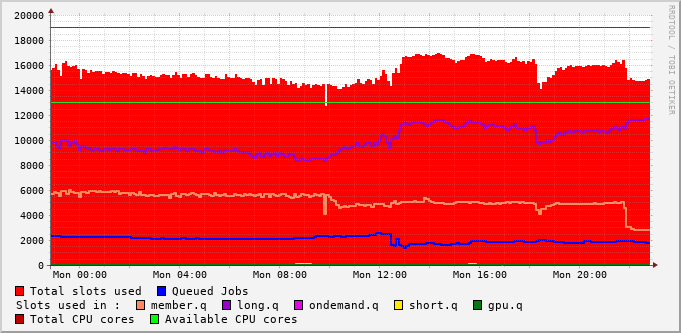 20000
18000
16000
14000
12000
10000
8000
6000
4000
2000
0
Mon 00:00 Mon 04:00 Mon 08:00 Mon 12:00 Mon 16:00 Mon 20:00
RRDTOOL / TOBI OETIKER
Total slots used Queued Jobs
Slots used in : member.q long.q ondemand.q short.q gpu.q
Total CPU cores Available CPU cores